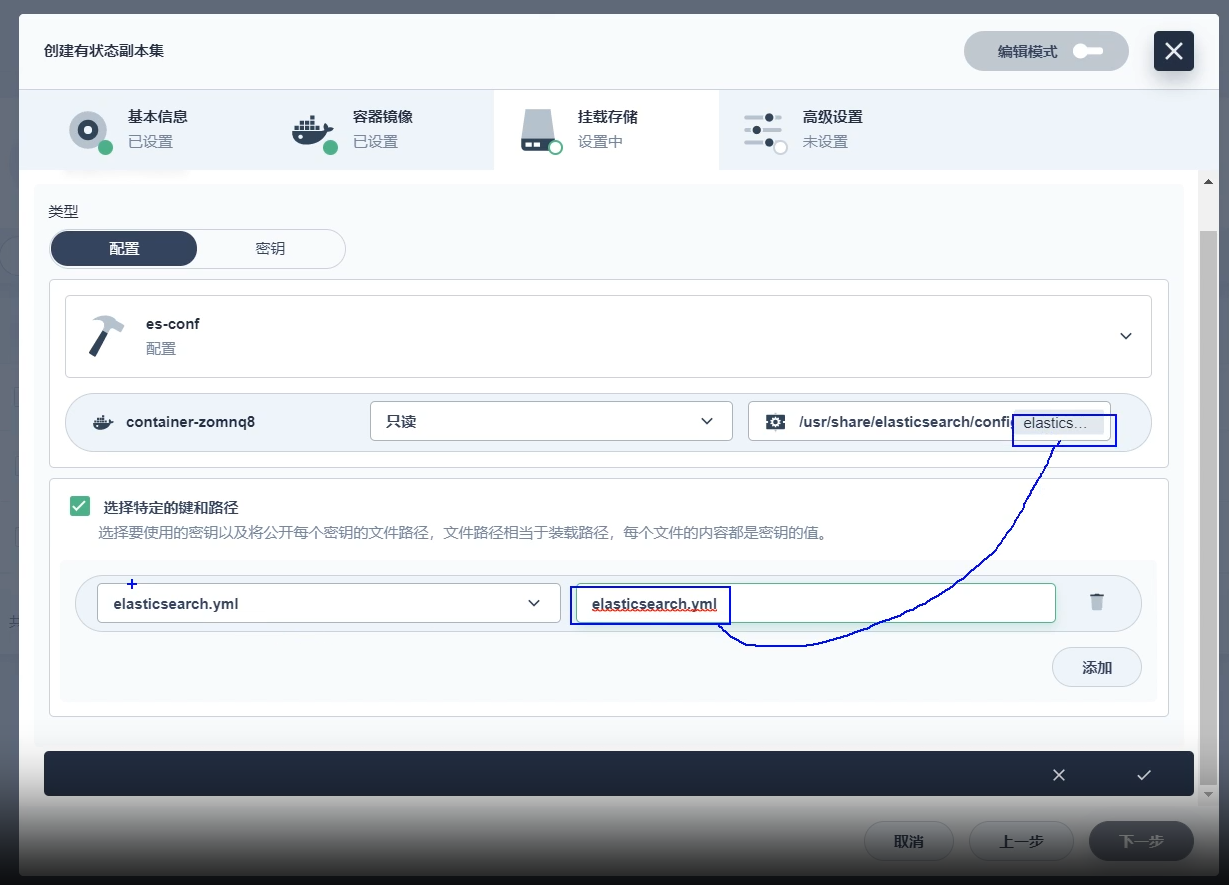 创建有状态副本集
编辑模式
基本信息
已设置
容器镜像
已设置
挂载存储
设置中
高级设置
未设置
类型
配置
密钥
es-conf
配置
container-zomnq8
只读
/usr/share/elasticsearch/config
elastics...
选择特定的键和路径
选择要使用的密钥以及将公开每个密钥的文件路径，文件路径相当于装载路径，每个文件的内容都是密钥的值。
elasticsearch.yml
elasticsearch.yml
添加
取消
上一步
下一步